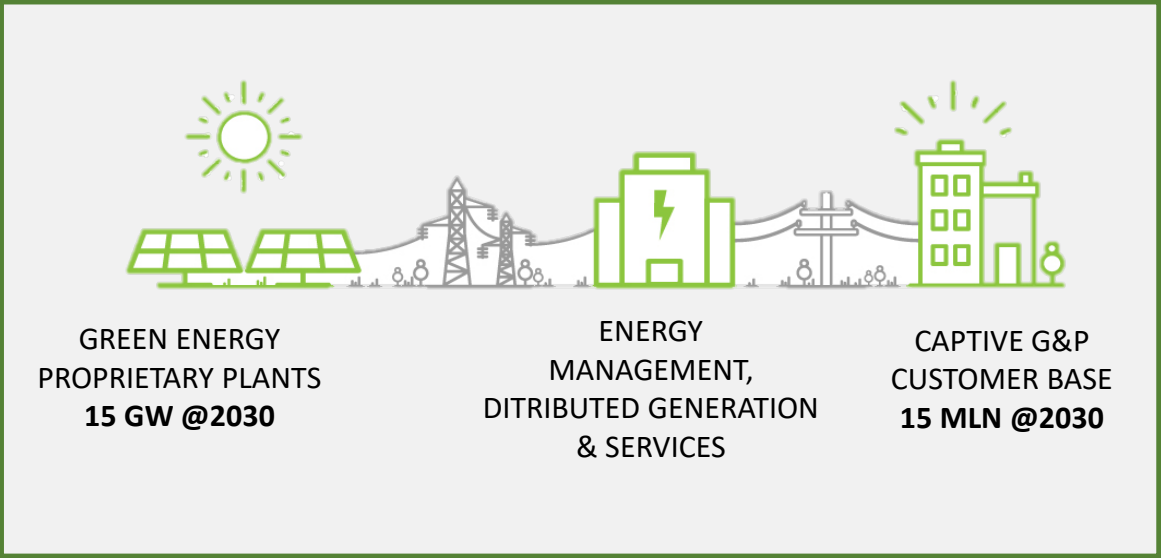 GREEN ENERGY
PROPRIETARY PLANTS
15 GW @2030
ENERGY
MANAGEMENT,
DITRIBUTED GENERATION
& SERVICES
CAPTIVE G&P
CUSTOMER BASE
15 MLN @2030